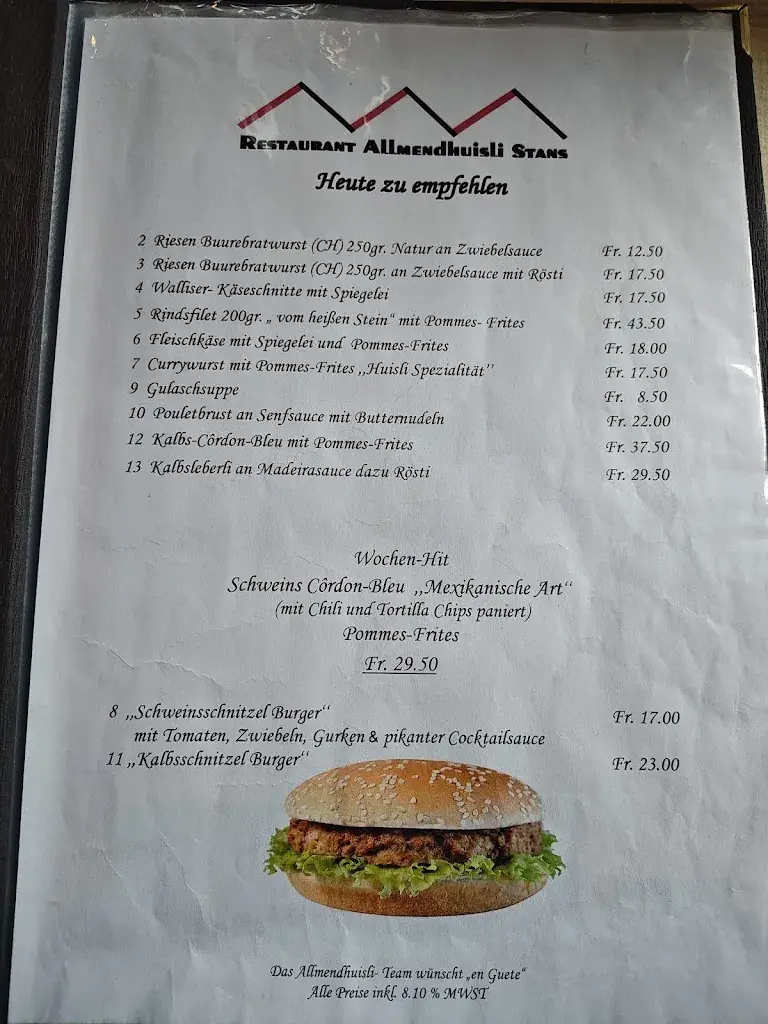 Restaurant Allmendhuisli Stans
Heute zu empfehlen
2 Riesen Buurebratwurst (CH) 250gr. Natur an Zwiebelsauce Fr. 12.50
3 Riesen Buurebratwurst (CH) 250gr. an Zwiebelsauce mit Rösti Fr. 17.50
4 Walliser- Käseschnitte mit Spiegelei Fr. 17.50
5 Rindsfilet 200gr. „ vom heißen Stein“ mit Pommes- Frites Fr. 43.50
6 Fleischkäse mit Spiegelei und Pommes-Frites Fr. 18.00
7 Currywurst mit Pommes-Frites ,,Huisli Spezialität’’ Fr. 17.50
9 Gulaschsuppe Fr. 8.50
10 Pouletbrust an Senfsauce mit Butternudeln Fr. 22.00
12 Kalbs-Côrdon-Bleu mit Pommes-Frites Fr. 37.50
13 Kalbsleberli an Madeirasauce dazu Rösti Fr. 29.50
Wochen-Hit
Schweins Côrdon-Bleu ,,Mexikanische Art“
(mit Chili und Tortilla Chips paniert)
Pommes-Frites
Fr. 29.50
8 ,,Schweinsschnitzel Burger“ Fr. 17.00
mit Tomaten, Zwiebeln, Gurken & pikanter Cocktailsauce
11 ,,Kalbsschnitzel Burger“ Fr. 23.00
Das Allmendhuisli- Team wünscht „en Guete“
Alle Preise inkl. 8.10 % MWST